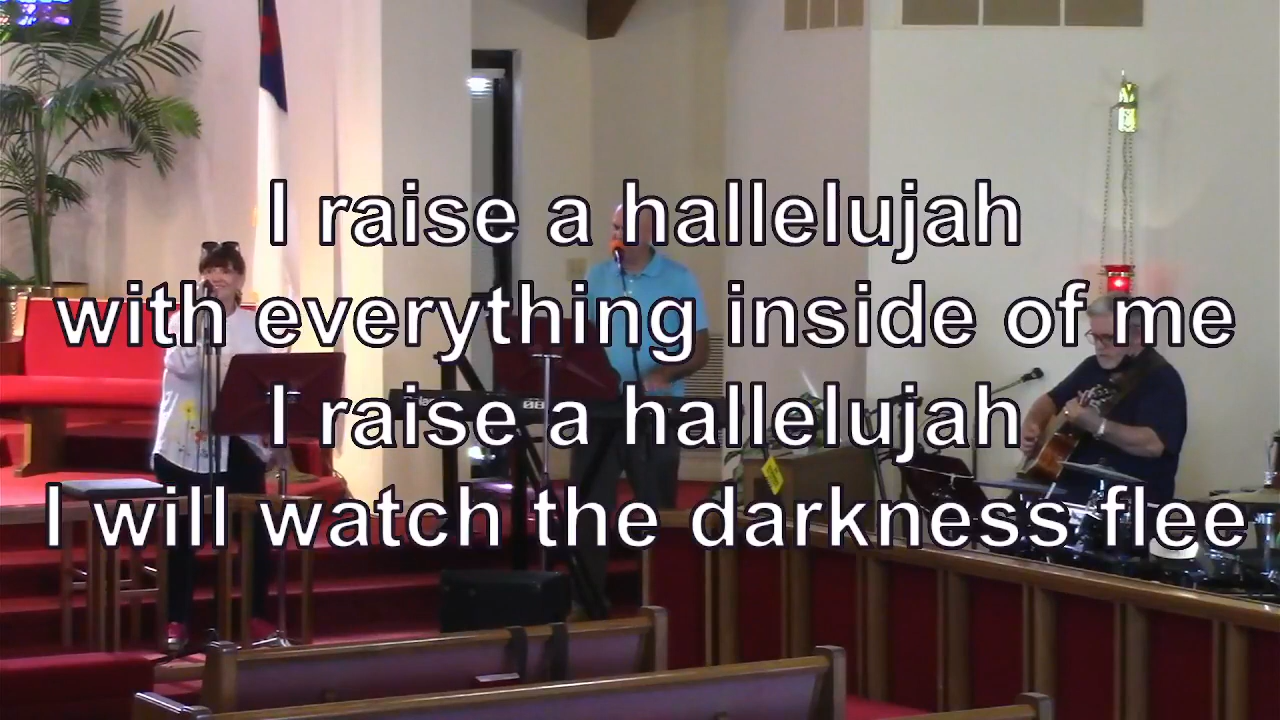 I raise a hallelujah
with everything inside of me
I raise a hallelujah
I will watch the darkness flee